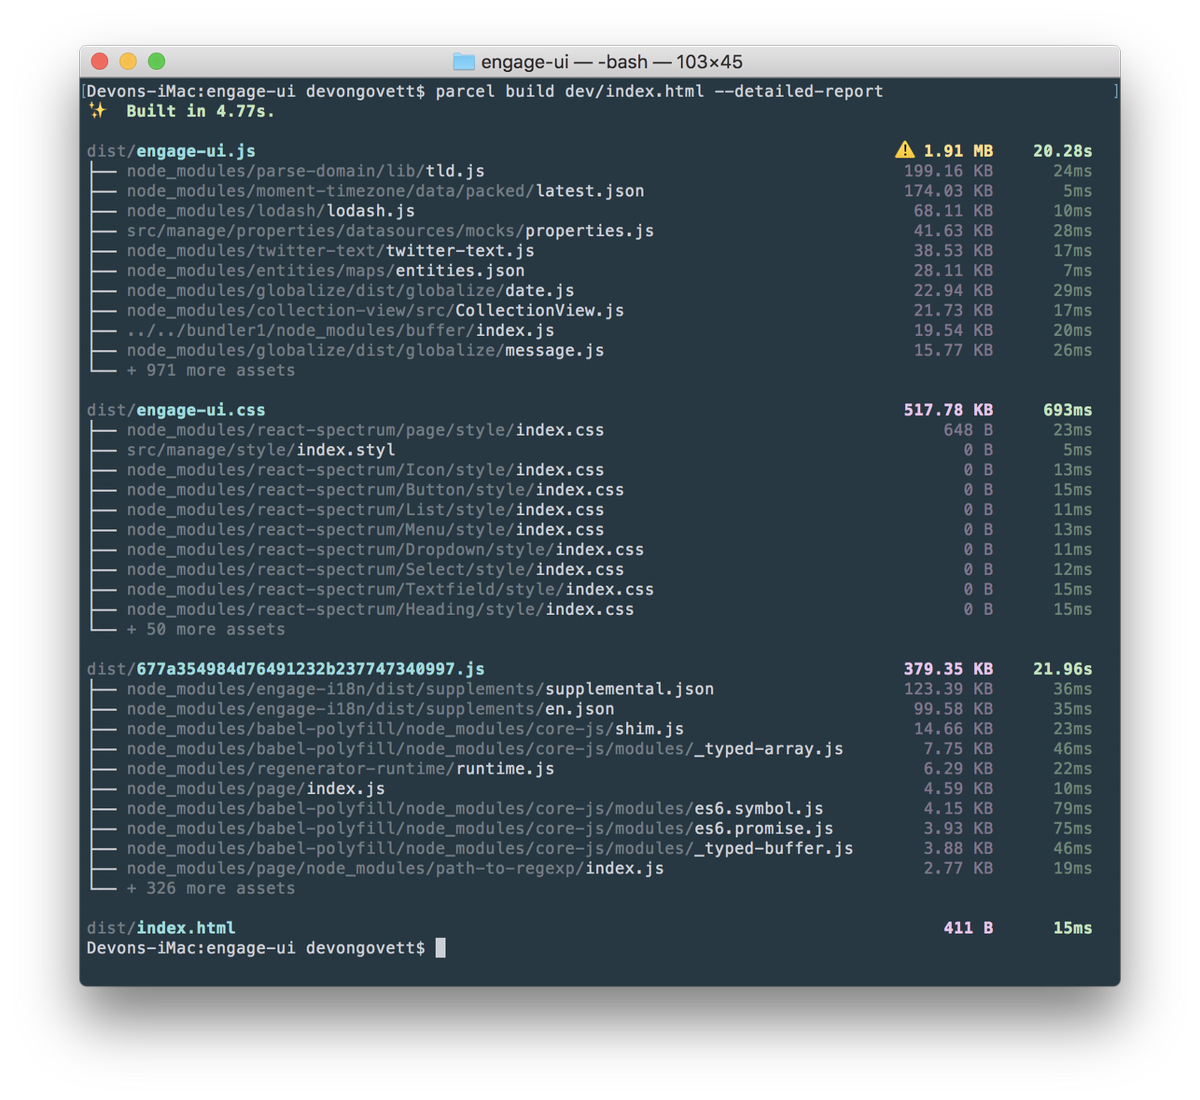 engage-ui — -bash — 103×45
[Devons-iMac:engage-ui devongovett$ parcel build dev/index.html --detailed-report ]
✨ Built in 4.77s.
dist/engage-ui.js ⚠️ 1.91 MB 20.28s
├── node_modules/parse-domain/lib/tld.js 199.16 KB 24ms
├── node_modules/moment-timezone/data/packed/latest.json 174.03 KB 5ms
├── node_modules/lodash/lodash.js 68.11 KB 10ms
├── src/manage/properties/datasources/mocks/properties.js 41.63 KB 28ms
├── node_modules/twitter-text/twitter-text.js 38.53 KB 17ms
├── node_modules/entities/maps/entities.json 28.11 KB 7ms
├── node_modules/globalize/dist/globalize/date.js 22.94 KB 29ms
├── node_modules/collection-view/src/CollectionView.js 21.73 KB 17ms
├── ../../bundler1/node_modules/buffer/index.js 19.54 KB 20ms
├── node_modules/globalize/dist/globalize/message.js 15.77 KB 26ms
└── + 971 more assets
dist/engage-ui.css 517.78 KB 693ms
├── node_modules/react-spectrum/page/style/index.css 648 B 23ms
├── src/manage/style/index.styl 0 B 5ms
├── node_modules/react-spectrum/Icon/style/index.css 0 B 13ms
├── node_modules/react-spectrum/Button/style/index.css 0 B 15ms
├── node_modules/react-spectrum/List/style/index.css 0 B 11ms
├── node_modules/react-spectrum/Menu/style/index.css 0 B 13ms
├── node_modules/react-spectrum/Dropdown/style/index.css 0 B 11ms
├── node_modules/react-spectrum/Select/style/index.css 0 B 12ms
├── node_modules/react-spectrum/Textfield/style/index.css 0 B 15ms
├── node_modules/react-spectrum/Heading/style/index.css 0 B 15ms
└── + 50 more assets
dist/677a354984d76491232b237747340997.js 379.35 KB 21.96s
├── node_modules/engage-i18n/dist/supplements/supplemental.json 123.39 KB 36ms
├── node_modules/engage-i18n/dist/supplements/en.json 99.58 KB 35ms
├── node_modules/babel-polyfill/node_modules/core-js/shim.js 14.66 KB 23ms
├── node_modules/babel-polyfill/node_modules/core-js/modules/_typed-array.js 7.75 KB 46ms
├── node_modules/regenerator-runtime/runtime.js 6.29 KB 22ms
├── node_modules/page/index.js 4.59 KB 10ms
├── node_modules/babel-polyfill/node_modules/core-js/modules/es6.symbol.js 4.15 KB 79ms
├── node_modules/babel-polyfill/node_modules/core-js/modules/es6.promise.js 3.93 KB 75ms
├── node_modules/babel-polyfill/node_modules/core-js/modules/_typed-buffer.js 3.88 KB 46ms
├── node_modules/page/node_modules/path-to-regexp/index.js 2.77 KB 19ms
└── + 326 more assets
dist/index.html 411 B 15ms
Devons-iMac:engage-ui devongovett$